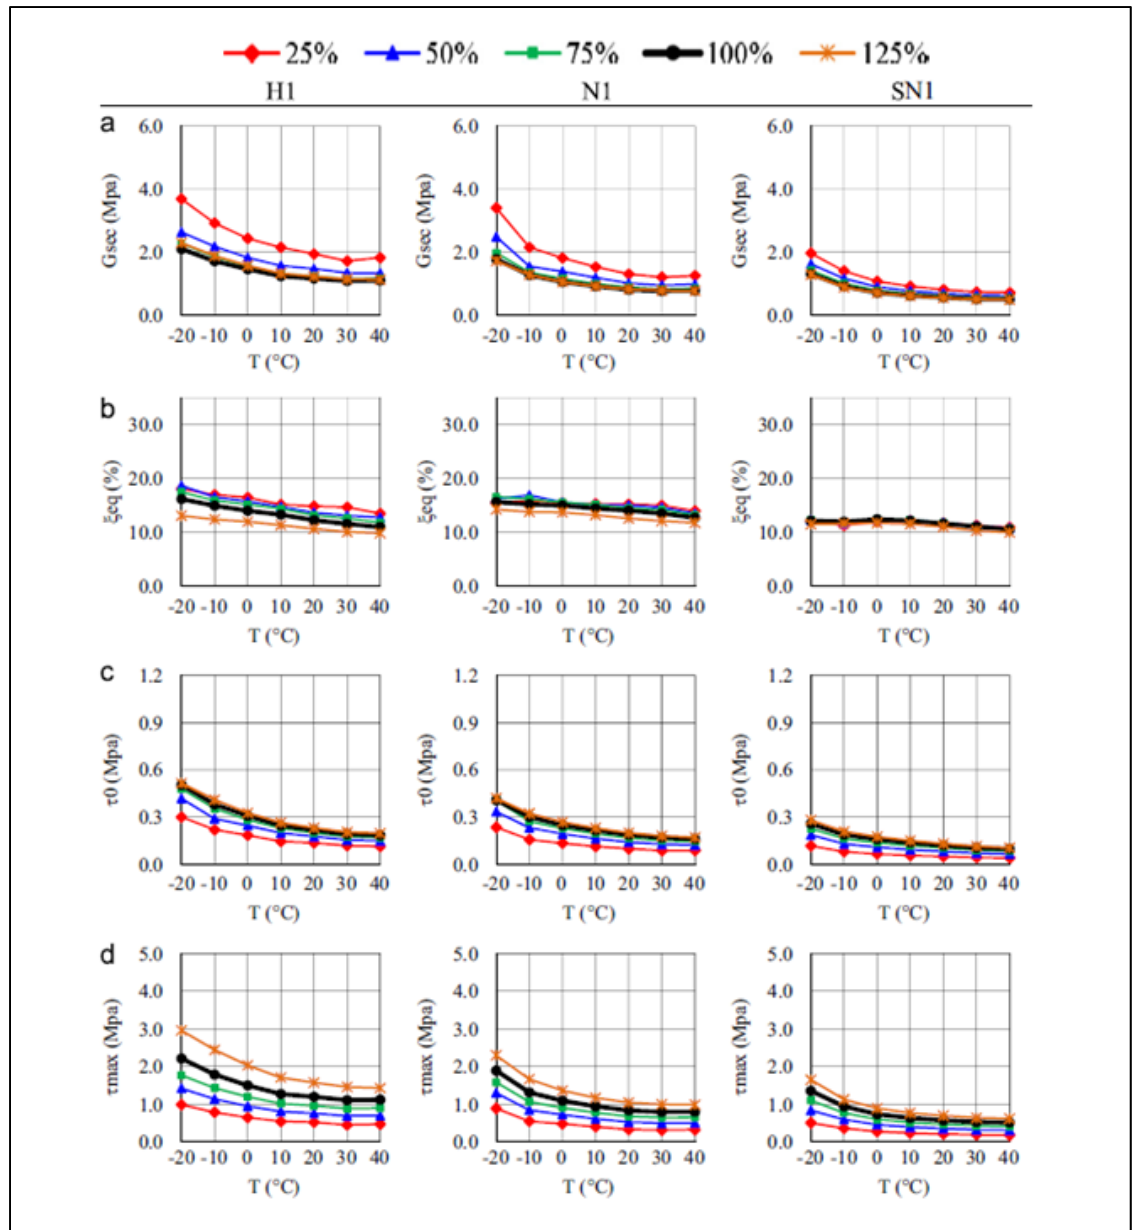 25% 50% 75% 100% 125%
H1 N1 SN1
a
6.0 6.0 6.0
Gsec (Mpa) Gsec (Mpa) Gsec (Mpa)
4.0 4.0 4.0
2.0 2.0 2.0
0.0 0.0 0.0
-20 -10 0 10 20 30 40 -20 -10 0 10 20 30 40 -20 -10 0 10 20 30 40
T (°C) T (°C) T (°C)
b
30.0 30.0 30.0
ξeq (%) ξeq (%) ξeq (%)
20.0 20.0 20.0
10.0 10.0 10.0
0.0 0.0 0.0
-20 -10 0 10 20 30 40 -20 -10 0 10 20 30 40 -20 -10 0 10 20 30 40
T (°C) T (°C) T (°C)
c
1.2 1.2 1.2
τ0 (Mpa) τ0 (Mpa) τ0 (Mpa)
0.9 0.9 0.9
0.6 0.6 0.6
0.3 0.3 0.3
0.0 0.0 0.0
-20 -10 0 10 20 30 40 -20 -10 0 10 20 30 40 -20 -10 0 10 20 30 40
T (°C) T (°C) T (°C)
d
5.0 5.0 5.0
τmax (Mpa) τmax (Mpa) τmax (Mpa)
4.0 4.0 4.0
3.0 3.0 3.0
2.0 2.0 2.0
1.0 1.0 1.0
0.0 0.0 0.0
-20 -10 0 10 20 30 40 -20 -10 0 10 20 30 40 -20 -10 0 10 20 30 40
T (°C) T (°C) T (°C)